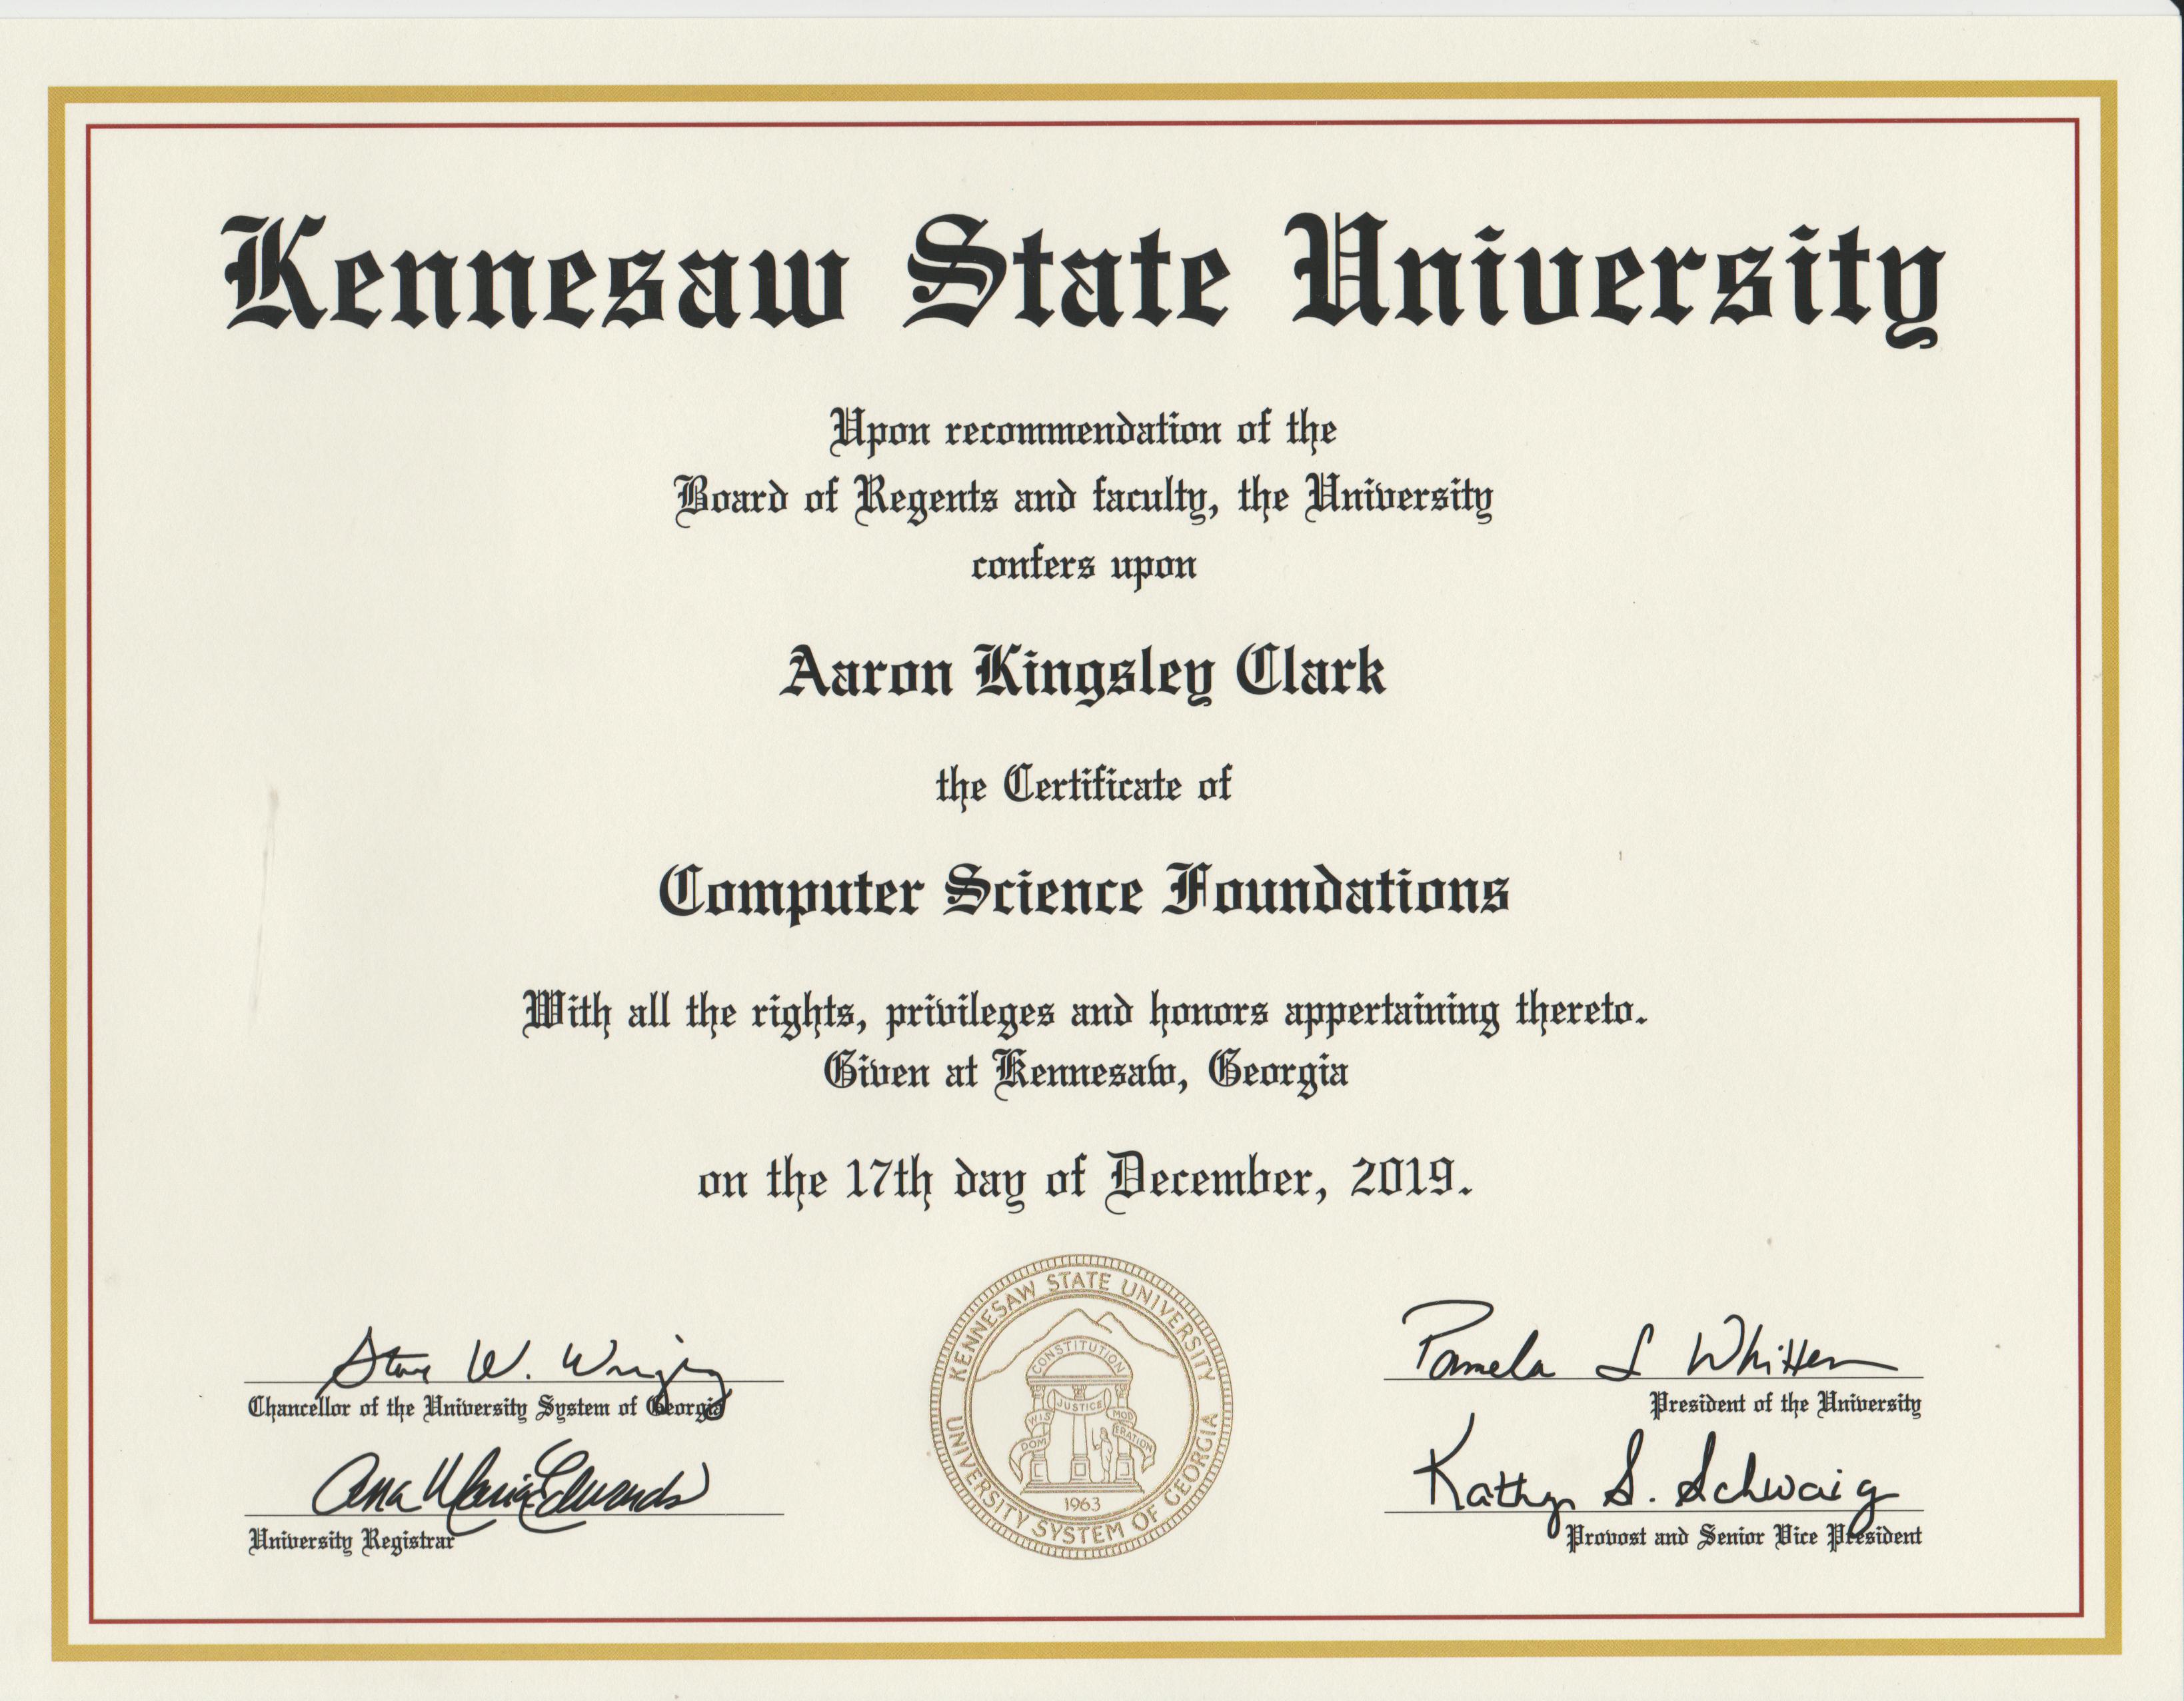 Kennesaw State University
Upon recommendation of the
Board of Regents and faculty, the University
confers upon
Aaron Kingsley Clark
the Certificate of
Computer Science Foundations
With all the rights, privileges and honors appertaining thereto.
Given at Kennesaw, Georgia
on the 17th day of December, 2019.
Steve W. Wrigley
Chancellor of the University System of Georgia
Ana Maria Edwards
University Registrar
KENNESAW STATE UNIVERSITY
UNIVERSITY SYSTEM OF GEORGIA
CONSTITUTION
JUSTICE
WIS DOM
MOD ERATION
1963
Pamela S Whitten
President of the University
Kathy S. Schwaig
Provost and Senior Vice President